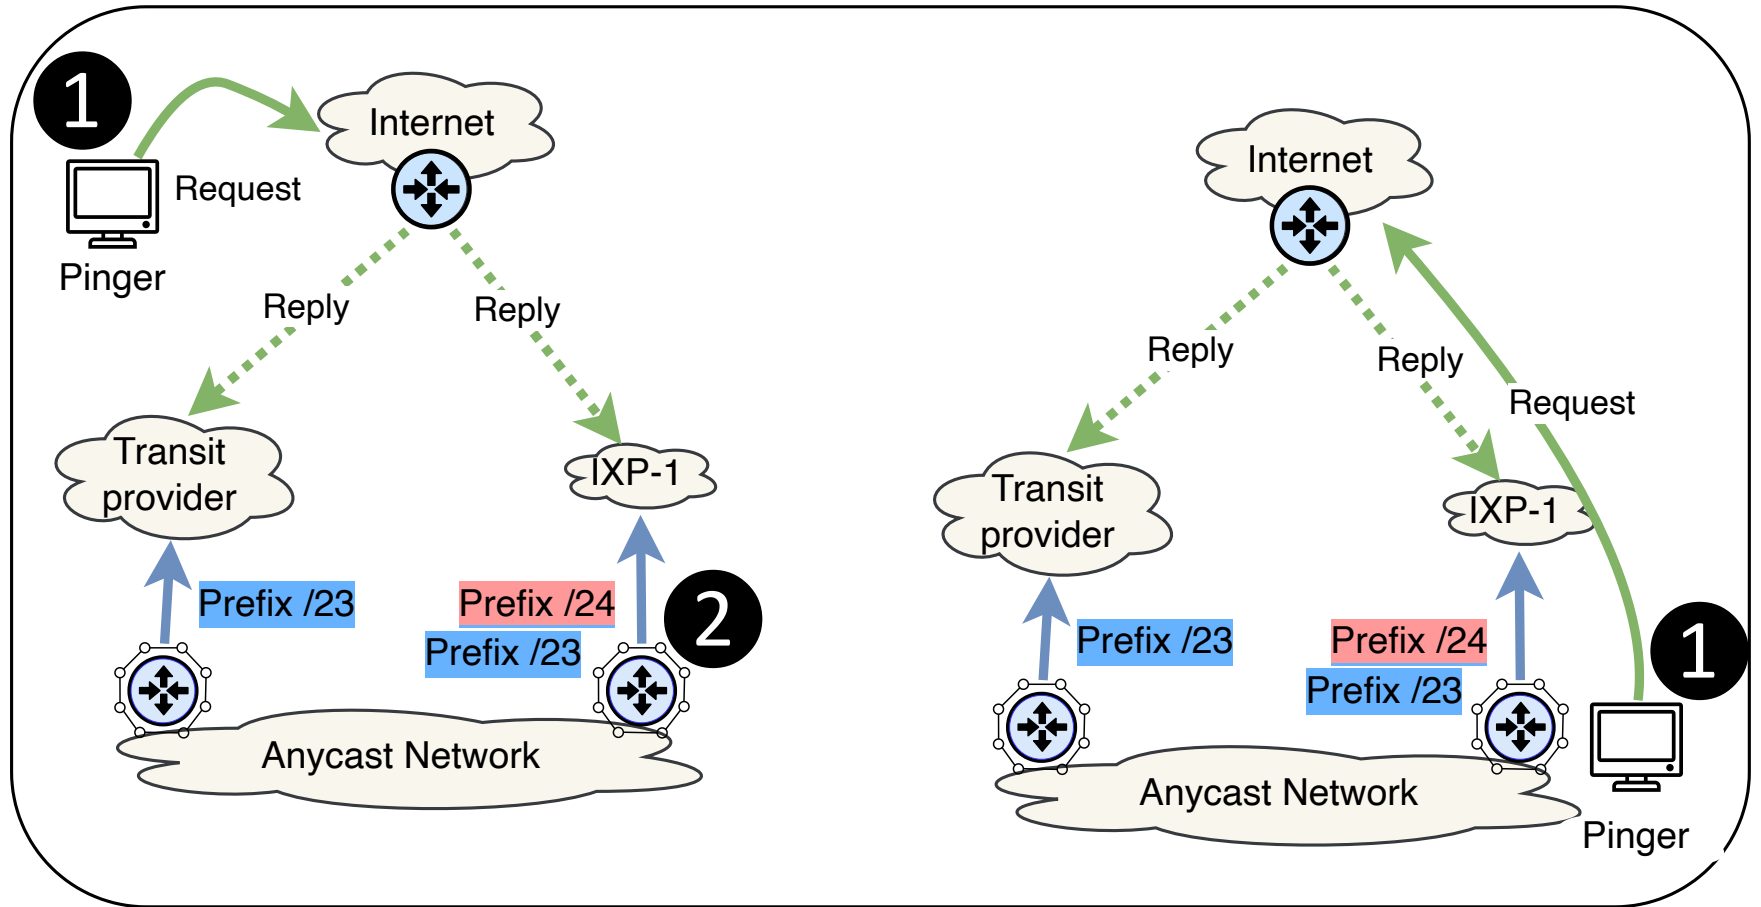 1
Internet
Request
Pinger
Reply
Reply
Transit
provider
IXP-1
Prefix /23
Prefix /24
Prefix /23
2
Anycast Network
Internet
Reply
Reply
Request
Transit
provider
IXP-1
Prefix /23
Prefix /24
Prefix /23
1
Anycast Network
Pinger